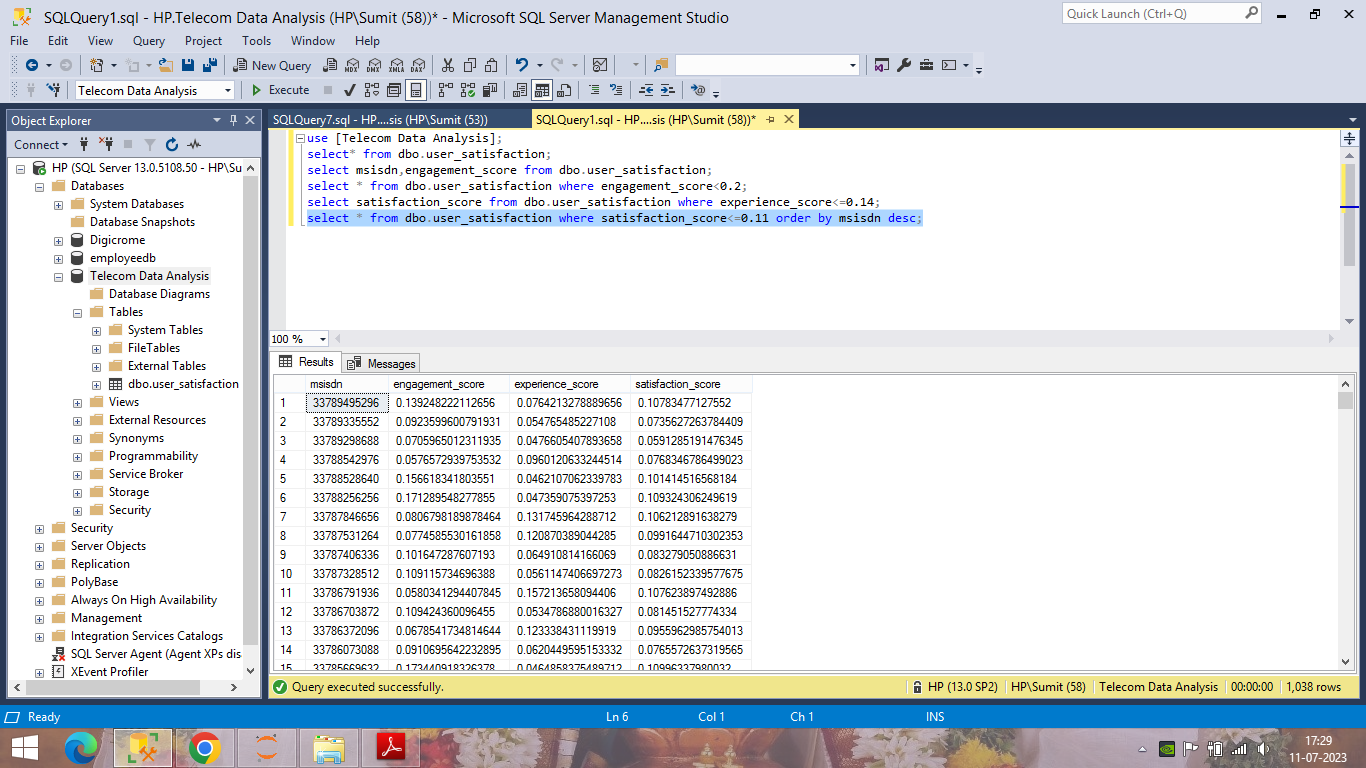 SQLQuery1.sql - HP.Telecom Data Analysis (HP\Sumit (58))* - Microsoft SQL Server Management Studio
Quick Launch (Ctrl+Q)
File Edit View Query Project Tools Window Help
New Query MDX DMX XMLA DAX
Telecom Data Analysis Execute
Object Explorer
Connect
HP (SQL Server 13.0.5108.50 - HP\Su
Databases
System Databases
Database Snapshots
Digicrome
employeedb
Telecom Data Analysis
Database Diagrams
Tables
System Tables
FileTables
External Tables
dbo.user_satisfaction
Views
External Resources
Synonyms
Programmability
Service Broker
Storage
Security
Security
Server Objects
Replication
PolyBase
Always On High Availability
Management
Integration Services Catalogs
SQL Server Agent (Agent XPs dis
XEvent Profiler
SQLQuery7.sql - HP....sis (HP\Sumit (53)) SQLQuery1.sql - HP....sis (HP\Sumit (58))*
use [Telecom Data Analysis];
select* from dbo.user_satisfaction;
select msisdn,engagement_score from dbo.user_satisfaction;
select * from dbo.user_satisfaction where engagement_score<0.2;
select satisfaction_score from dbo.user_satisfaction where experience_score<=0.14;
select * from dbo.user_satisfaction where satisfaction_score<=0.11 order by msisdn desc;
100 %
Results Messages
msisdn engagement_score experience_score satisfaction_score
1 33789495296 0.139248222112656 0.0764213278889656 0.10783477127552
2 33789335552 0.0923599600791931 0.054765485227108 0.0735627263784409
3 33789298688 0.0705965012311935 0.0476605407893658 0.0591285191476345
4 33788542976 0.0576572939753532 0.0960120633244514 0.0768346786499023
5 33788528640 0.156618341803551 0.0462107062339783 0.101414516568184
6 33788256256 0.171289548277855 0.047359075397253 0.109324306249619
7 33787846656 0.0806798189878464 0.131745964288712 0.106212891638279
8 33787531264 0.0774585530161858 0.120870389044285 0.0991644710302353
9 33787406336 0.101647287607193 0.064910814166069 0.083279050886631
10 33787328512 0.109115734696388 0.0561147406697273 0.0826152339577675
11 33786791936 0.0580341294407845 0.157213658094406 0.107623897492886
12 33786703872 0.109424360096455 0.0534786880016327 0.081451527774334
13 33786372096 0.0678541734814644 0.123338431119919 0.0955962985754013
14 33786073088 0.0910695642232895 0.0620449595153332 0.0765572637319565
15 33785669632 0.173440918326378 0.0464858375489712 0.10996337980032
Query executed successfully. HP (13.0 SP2) HP\Sumit (58) Telecom Data Analysis 00:00:00 1,038 rows
Ready Ln 6 Col 1 Ch 1 INS
17:29
11-07-2023